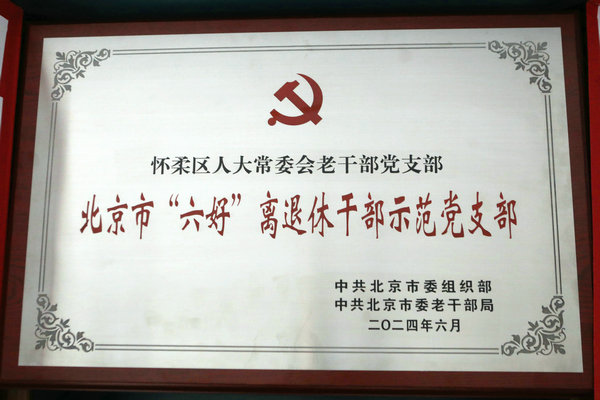 怀柔区人大常委会老干部党支部
北京市“六好”离退休干部示范党支部
中共北京市委组织部
中共北京市委老干部局
二〇二四年六月